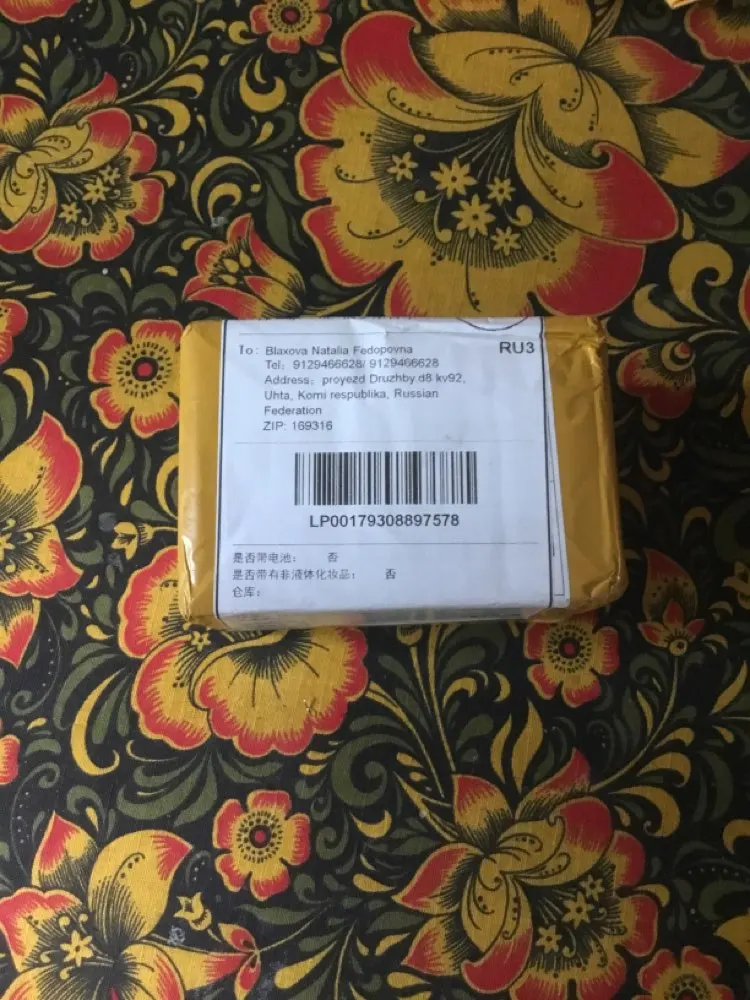 To: Blaxova Natalia Fedopovna
RU3
Tel: 9129466628/ 9129466628
Address: proyezd Druzhby d8 kv92,
Uhta, Komi respublika, Russian
Federation
ZIP: 169316
LP00179308897578
是否带电池： 否
是否带有非液体化妆品： 否
仓库：